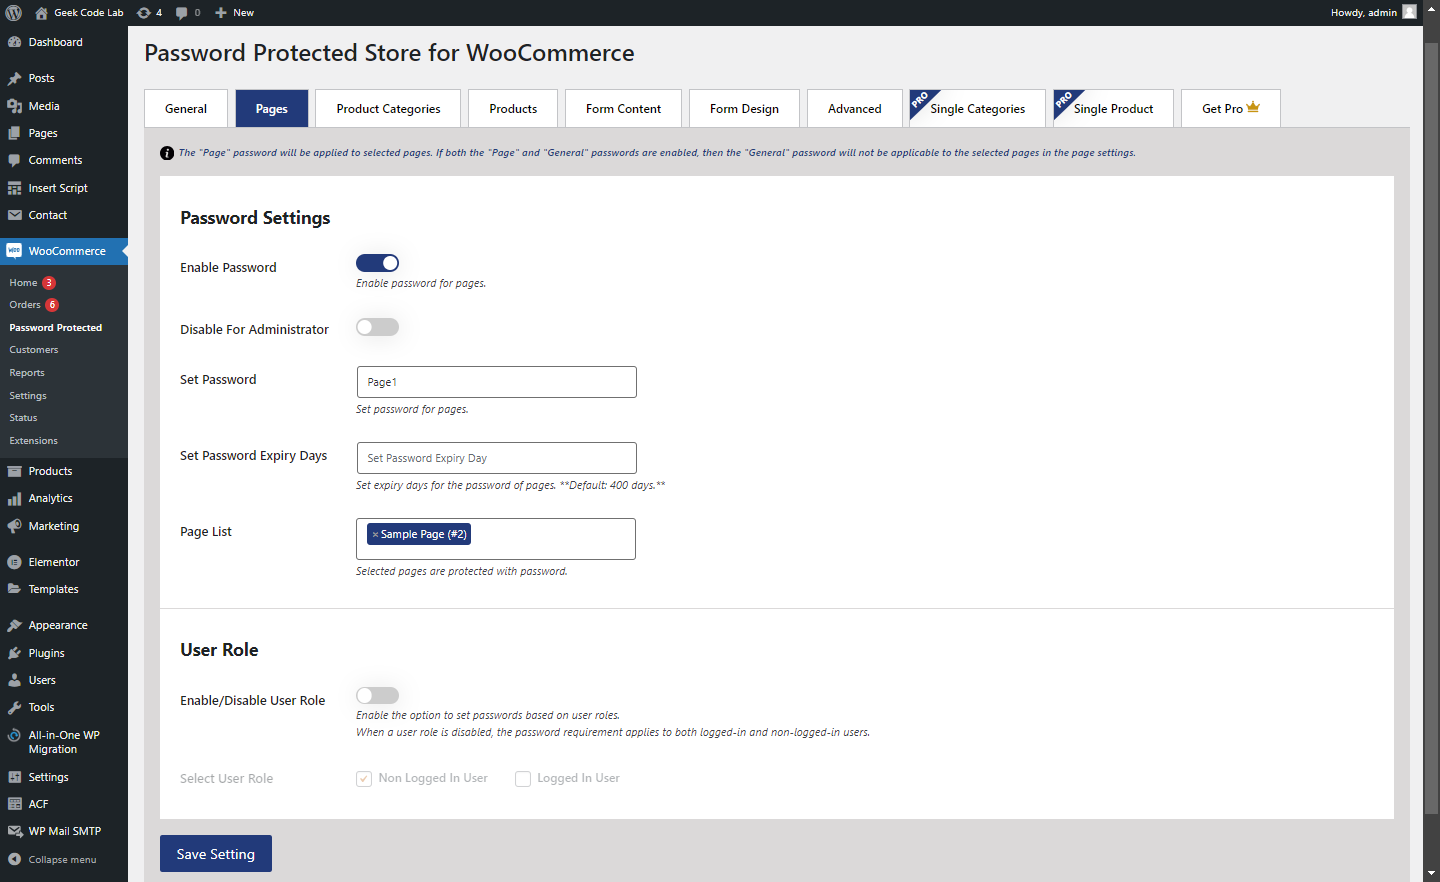 Geek Code Lab 4 0 New Howdy, admin
Dashboard
Posts
Media
Pages
Comments
Insert Script
Contact
WooCommerce
Home 3
Orders 6
Password Protected
Customers
Reports
Settings
Status
Extensions
Products
Analytics
Marketing
Elementor
Templates
Appearance
Plugins
Users
Tools
All-in-One WP
Migration
Settings
ACF
WP Mail SMTP
Collapse menu
Password Protected Store for WooCommerce
General Pages Product Categories Products Form Content Form Design Advanced PRO Single Categories PRO Single Product Get Pro
The "Page" password will be applied to selected pages. If both the "Page" and "General" passwords are enabled, then the "General" password will not be applicable to the selected pages in the page settings.
Password Settings
Enable Password
Enable password for pages.
Disable For Administrator
Set Password
Page1
Set password for pages.
Set Password Expiry Days
Set Password Expiry Day
Set expiry days for the password of pages. **Default: 400 days.**
Page List
× Sample Page (#2)
Selected pages are protected with password.
User Role
Enable/Disable User Role
Enable the option to set passwords based on user roles.
When a user role is disabled, the password requirement applies to both logged-in and non-logged-in users.
Select User Role Non Logged In User Logged In User
Save Setting